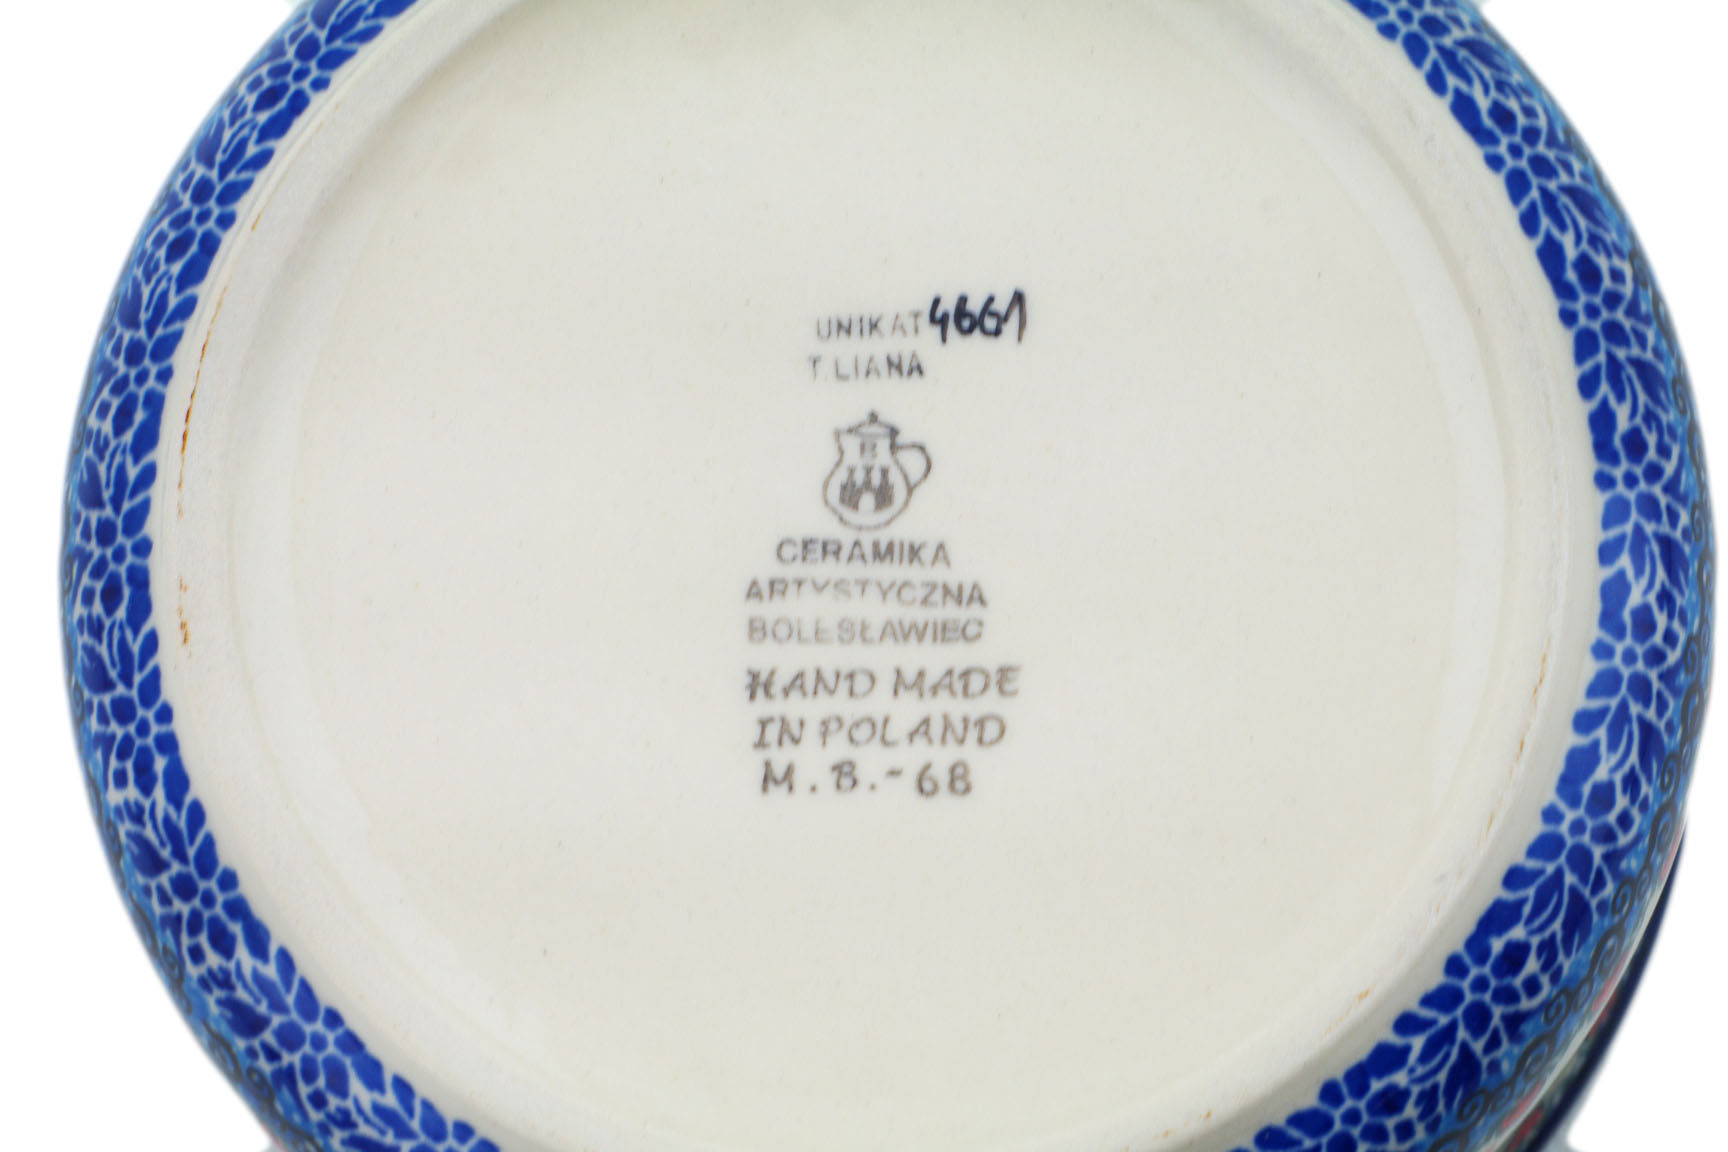 UNIKAT 4661
T. LIANA
CERAMIKA
ARTYSTYCZNA
BOLESŁAWIEC
HAND MADE
IN POLAND
M.B.-68